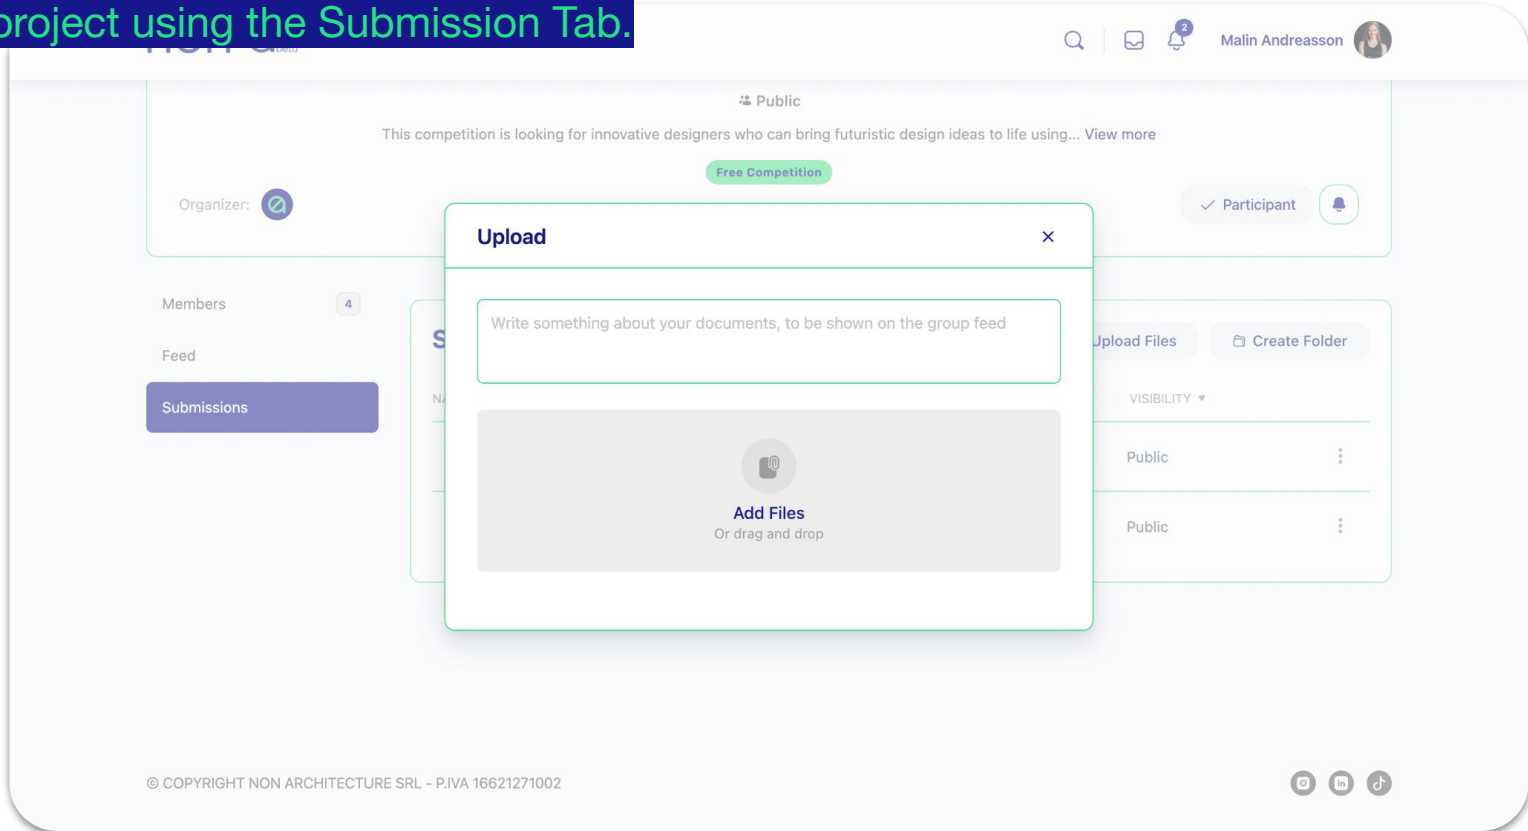 project using the Submission Tab.
beta
2
Malin Andreasson
Public
This competition is looking for innovative designers who can bring futuristic design ideas to life using... View more
Free Competition
Organizer:
Participant
Upload
Members 4
Write something about your documents, to be shown on the group feed
S
Upload Files
Create Folder
Feed
Submissions
VISIBILITY
Public
Add Files
Or drag and drop
Public
© COPYRIGHT NON ARCHITECTURE SRL - P.IVA 16621271002
in